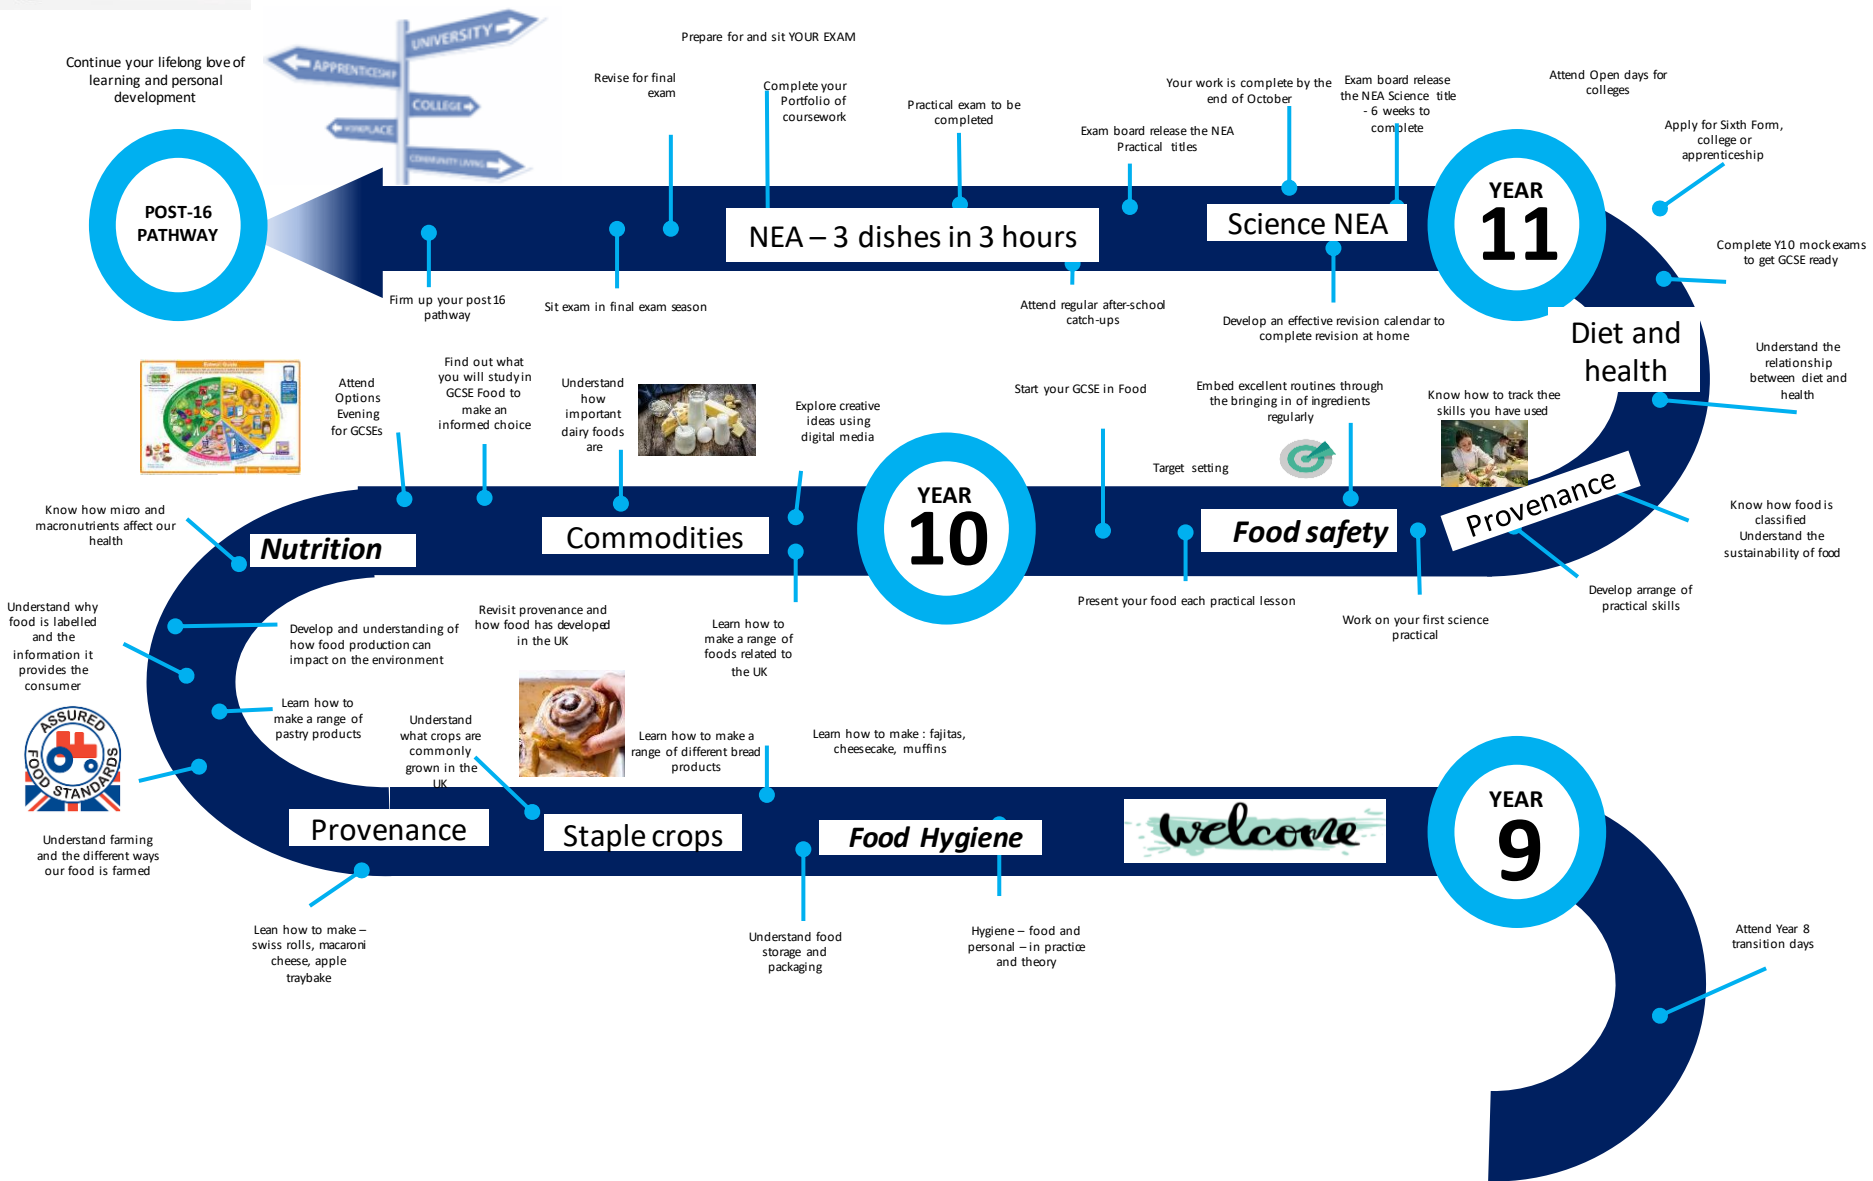 Continue your lifelong love of
learning and personal
development
UNIVERSITY
APPRENTICESHIP
COLLEGE
WORKPLACE
COMMUNITY LIVING
Prepare for and sit YOUR EXAM
Revise for final
exam
Complete your
Portfolio of
coursework
Practical exam to be
completed
Exam board release the NEA
Practical titles
Your work is complete by the
end of October
Exam board release
the NEA Science title
- 6 weeks to
complete
Attend Open days for
colleges
Apply for Sixth Form,
college or
apprenticeship
POST-16
PATHWAY
NEA – 3 dishes in 3 hours
Science NEA
YEAR
11
Complete Y10 mock exams
to get GCSE ready
Firm up your post16
pathway
Sit exam in final exam season
Attend regular after-school
catch-ups
Develop an effective revision calendar to
complete revision at home
Diet and
health
Understand the
relationship
between diet and
health
Attend
Options
Evening
for GCSEs
Find out what
you will study in
GCSE Food to
make an
informed choice
Understand
how
important
dairy foods
are
Explore creative
ideas using
digital media
Start your GCSE in Food
Embed excellent routines through
the bringing in of ingredients
regularly
Target setting
Know how to track thee
skills you have used
Know how micro and
macronutrients affect our
health
Nutrition
Commodities
YEAR
10
Food safety
Provenance
Know how food is
classified
Understand the
sustainability of food
Develop arrange of
practical skills
Present your food each practical lesson
Work on your first science
practical
Understand why
food is labelled
and the
information it
provides the
consumer
Develop and understanding of
how food production can
impact on the environment
Revisit provenance and
how food has developed
in the UK
Learn how to
make a range of
foods related to
the UK
Learn how to
make a range of
pastry products
Understand
what crops are
commonly
grown in the
UK
Learn how to make a
range of different bread
products
Learn how to make : fajitas,
cheesecake, muffins
ASSURED
FOOD STANDARDS
Provenance
Staple crops
Food Hygiene
welcome
YEAR
9
Understand farming
and the different ways
our food is farmed
Lean how to make –
swiss rolls, macaroni
cheese, apple
traybake
Understand food
storage and
packaging
Hygiene – food and
personal – in practice
and theory
Attend Year 8
transition days